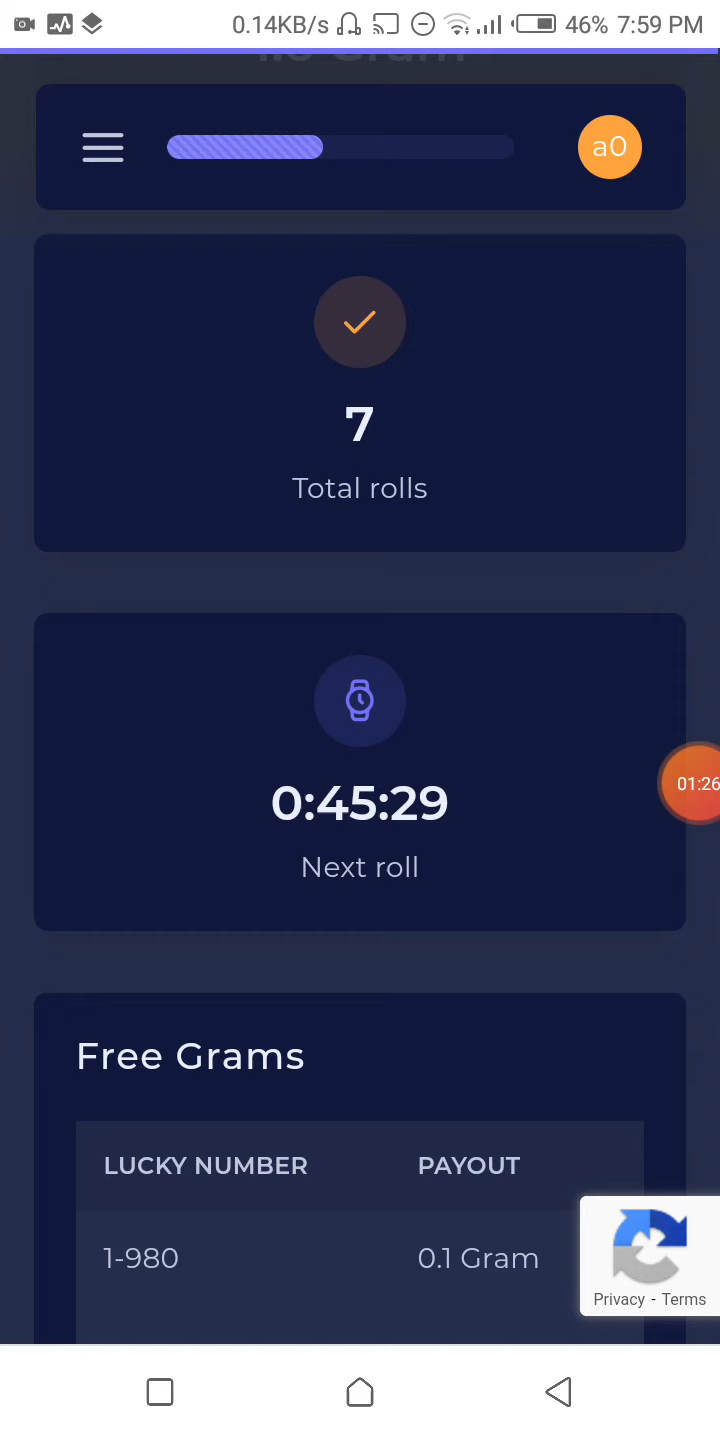 0.14KB/s 46% 7:59 PM
a0
7
Total rolls
0:45:29
Next roll
01:26
Free Grams
LUCKY NUMBER PAYOUT
1-980 0.1 Gram
Privacy - Terms